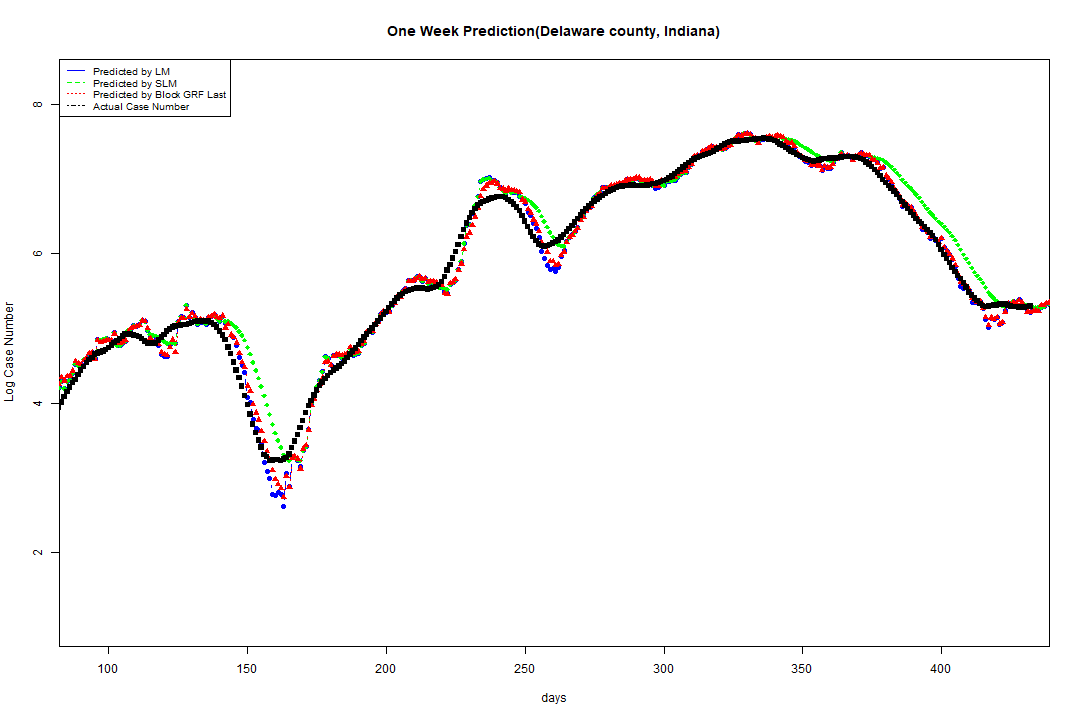 One Week Prediction(Delaware county, Indiana)
Predicted by LM
Predicted by SLM
Predicted by Block GRF Last
Actual Case Number
8
6
4
2
Log Case Number
100 150 200 250 300 350 400
days